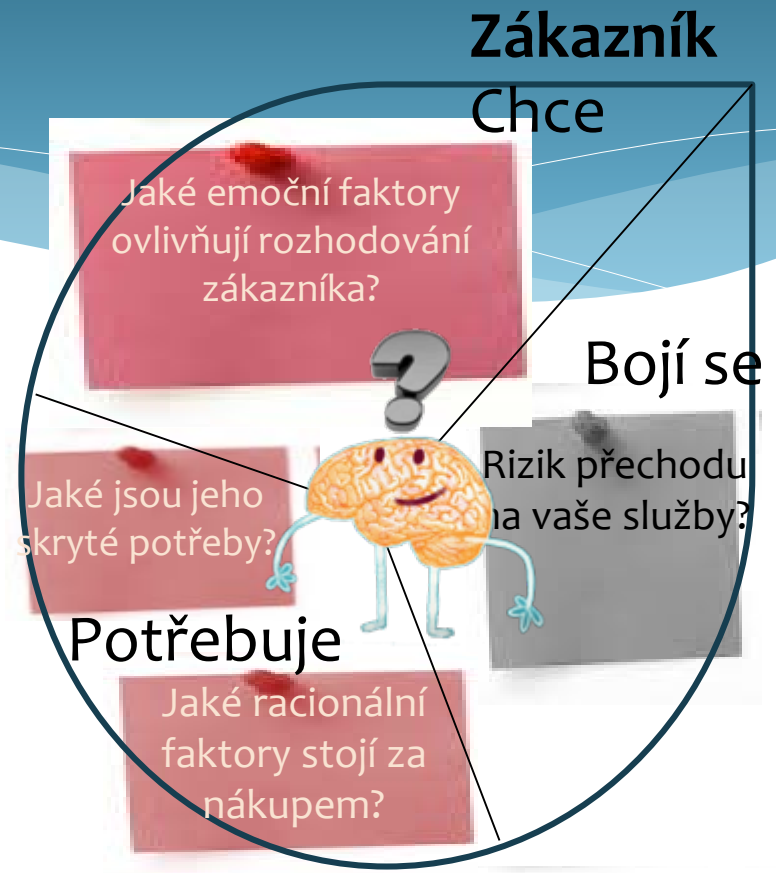 Zákazník
Chce
Jaké emoční faktory
ovlivňují rozhodování
zákazníka?
Bojí se
Rizik přechodu
na vaše služby?
Jaké jsou jeho
skryté potřeby?
Potřebuje
Jaké racionální
faktory stojí za
nákupem?